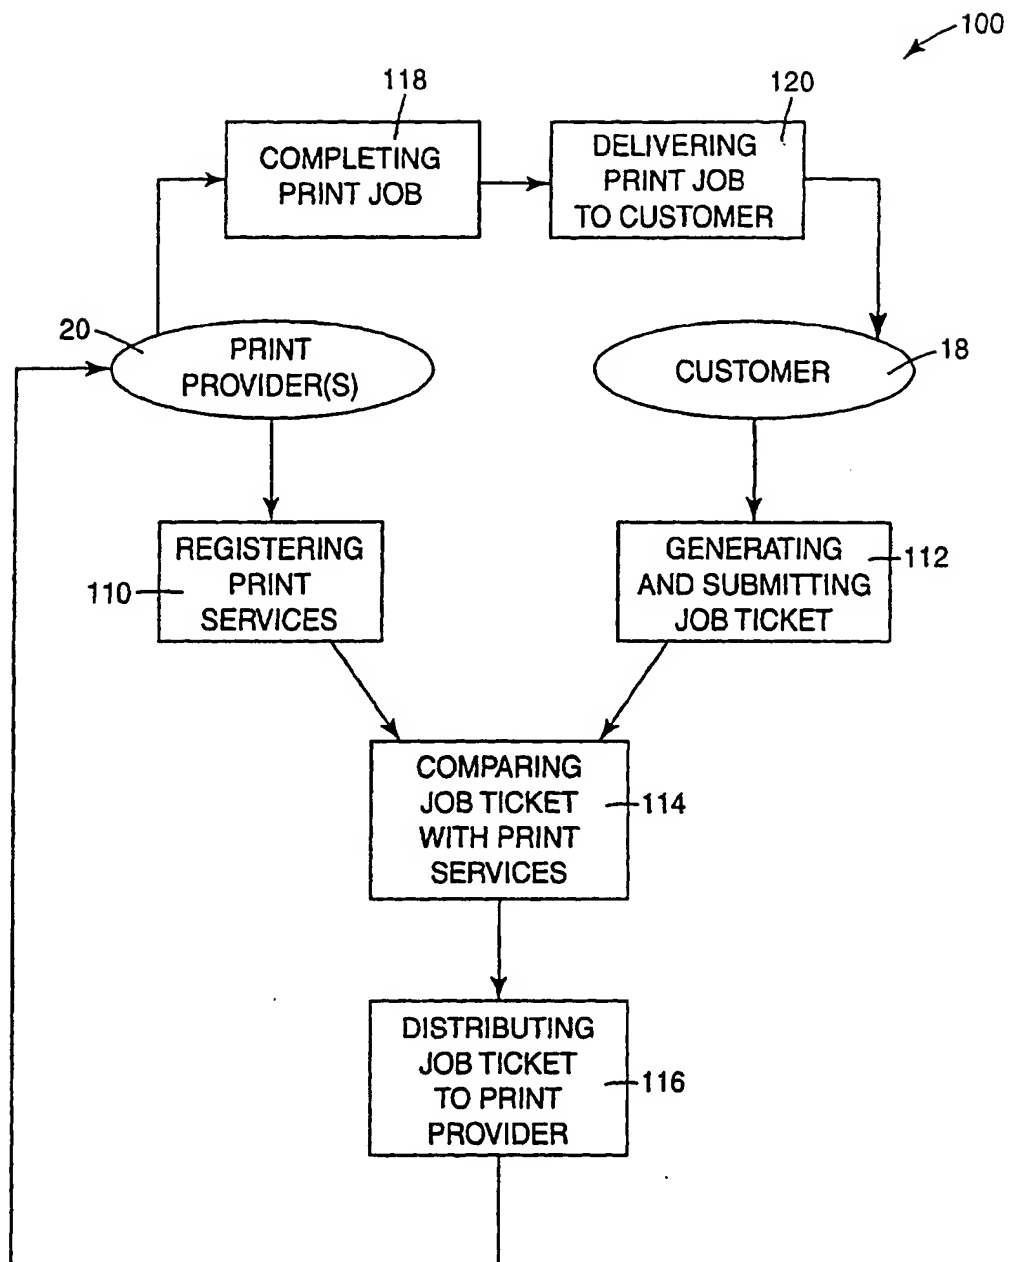 100
118
120
COMPLETING
PRINT JOB
DELIVERING
PRINT JOB
TO CUSTOMER
20
PRINT
PROVIDER(S)
CUSTOMER
18
REGISTERING
PRINT
SERVICES
110
GENERATING
AND SUBMITTING
JOB TICKET
112
COMPARING
JOB TICKET
WITH PRINT
SERVICES
114
DISTRIBUTING
JOB TICKET
TO PRINT
PROVIDER
116